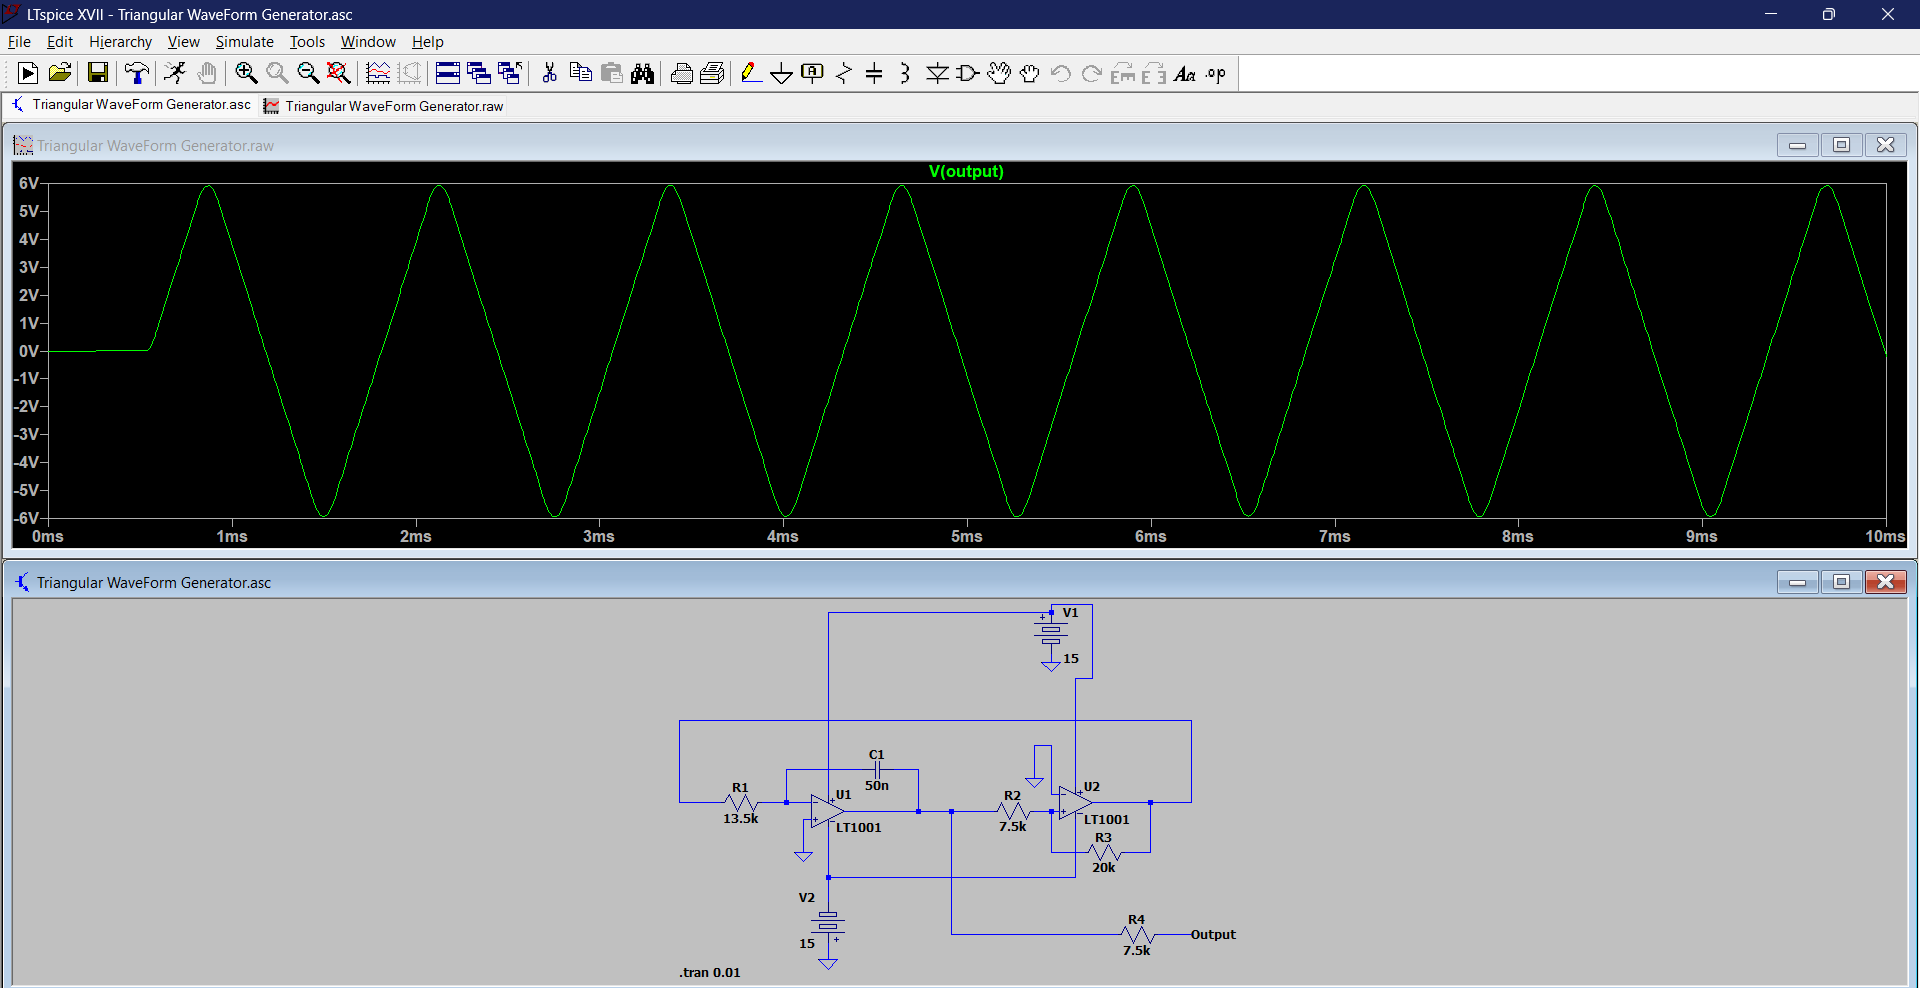 LTspice XVII - Triangular WaveForm Generator.asc
File Edit Hierarchy View Simulate Tools Window Help
.op
Triangular WaveForm Generator.asc Triangular WaveForm Generator.raw
Triangular WaveForm Generator.raw
V(output)
6V
5V
4V
3V
2V
1V
0V
-1V
-2V
-3V
-4V
-5V
-6V
0ms 1ms 2ms 3ms 4ms 5ms 6ms 7ms 8ms 9ms 10ms
Triangular WaveForm Generator.asc
V1
15
C1
50n
R1
13.5k
U1
LT1001
R2
7.5k
U2
LT1001
R3
20k
V2
15
R4
7.5k
Output
.tran 0.01